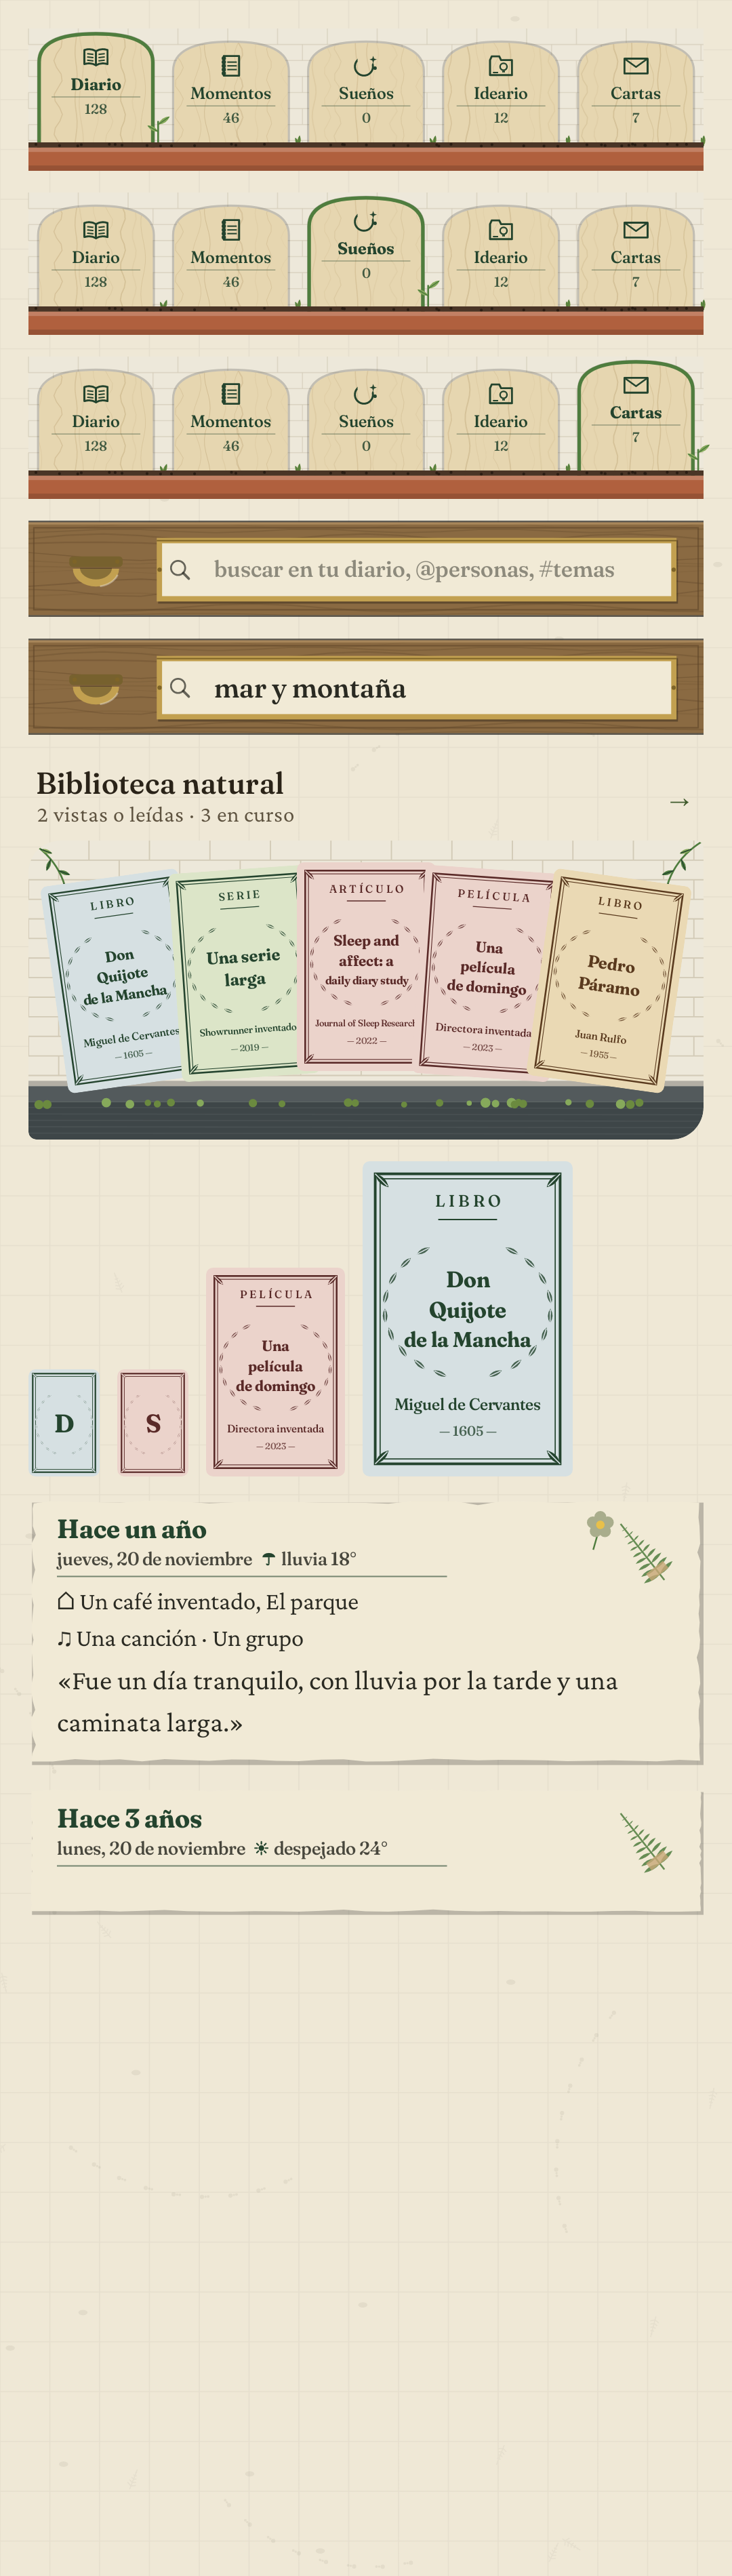 Diario
128
Momentos
46
Sueños
0
Ideario
12
Cartas
7
Diario
128
Momentos
46
Sueños
0
Ideario
12
Cartas
7
Diario
128
Momentos
46
Sueños
0
Ideario
12
Cartas
7
buscar en tu diario, @personas, #temas
mar y montaña
Biblioteca natural
2 vistas o leídas · 3 en curso
→
LIBRO
Don
Quijote
de la Mancha
Miguel de Cervantes
— 1605 —
SERIE
Una serie
larga
Showrunner inventado
— 2019 —
ARTÍCULO
Sleep and
affect: a
daily diary study
Journal of Sleep Research
— 2022 —
PELÍCULA
Una
película
de domingo
Directora inventada
— 2023 —
LIBRO
Pedro
Páramo
Juan Rulfo
— 1955 —
D
S
PELÍCULA
Una
película
de domingo
Directora inventada
— 2023 —
LIBRO
Don
Quijote
de la Mancha
Miguel de Cervantes
— 1605 —
Hace un año
jueves, 20 de noviembre ☂ lluvia 18°
Un café inventado, El parque
♫ Una canción · Un grupo
«Fue un día tranquilo, con lluvia por la tarde y una
caminata larga.»
Hace 3 años
lunes, 20 de noviembre ☀ despejado 24°